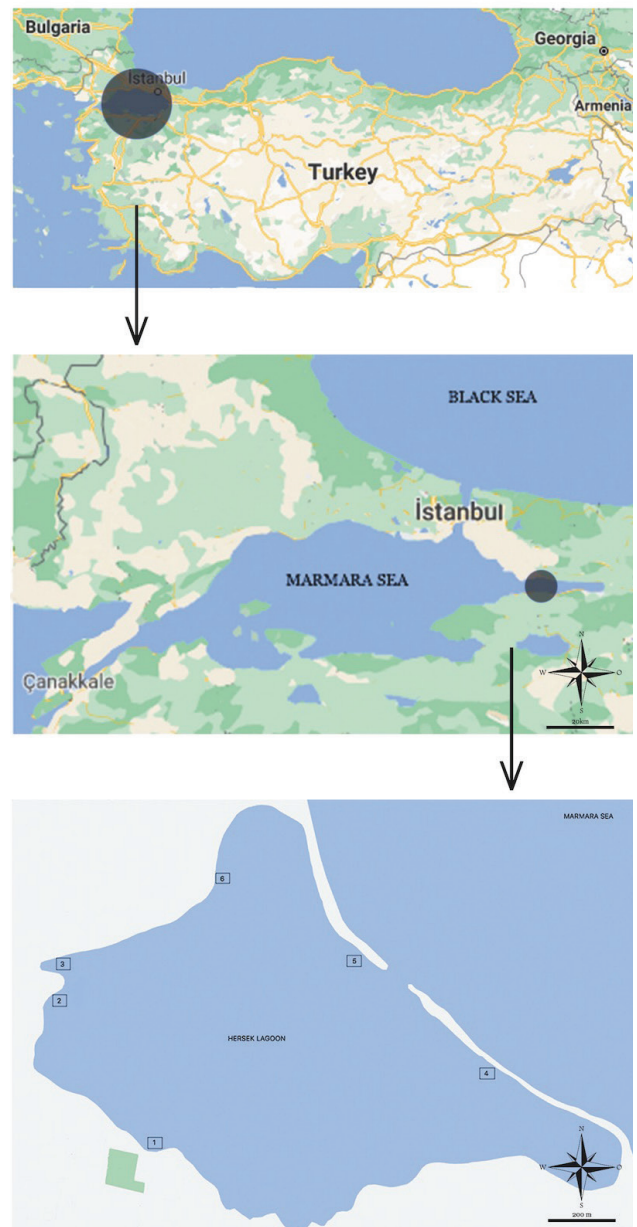 Bulgaria
İstanbul
Georgia
Armenia
Turkey
BLACK SEA
İstanbul
MARMARA SEA
Çanakkale
N
W
O
S
20km
MARMARA SEA
6
3
5
2
HERSEK LAGOON
4
1
N
W
O
S
200 m